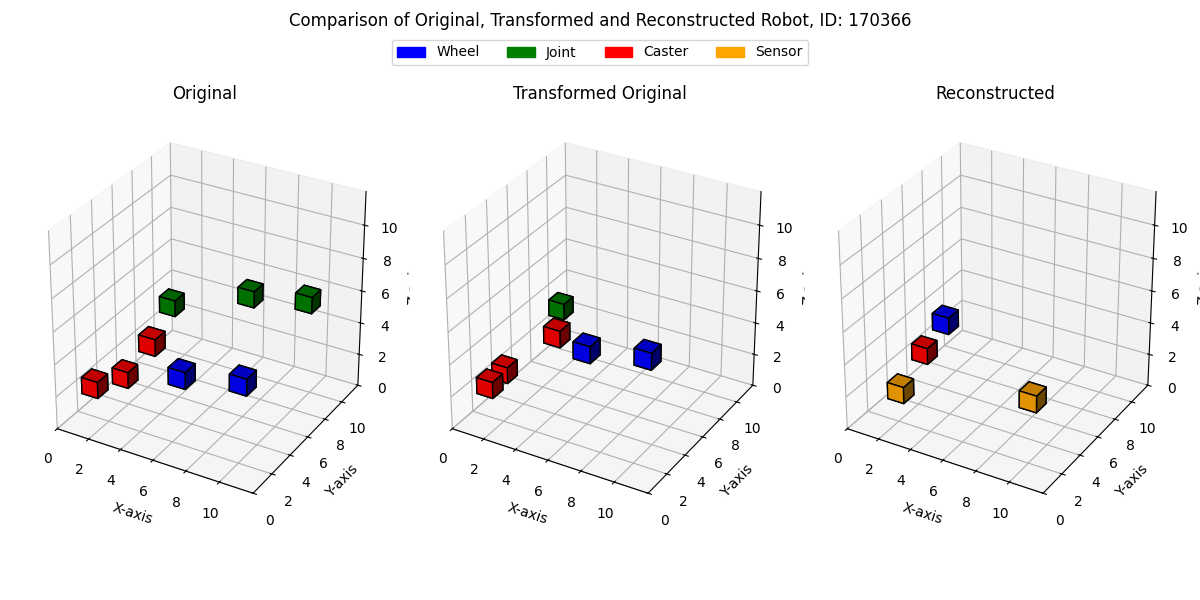 Comparison of Original, Transformed and Reconstructed Robot, ID: 170366
Wheel Joint Caster Sensor
Original
Transformed Original
Reconstructed
0 2 4 6 8 10
X-axis
0 2 4 6 8 10
Y-axis
0 2 4 6 8 10
0 2 4 6 8 10
X-axis
0 2 4 6 8 10
Y-axis
0 2 4 6 8 10
0 2 4 6 8 10
X-axis
0 2 4 6 8 10
Y-axis
0 2 4 6 8 10